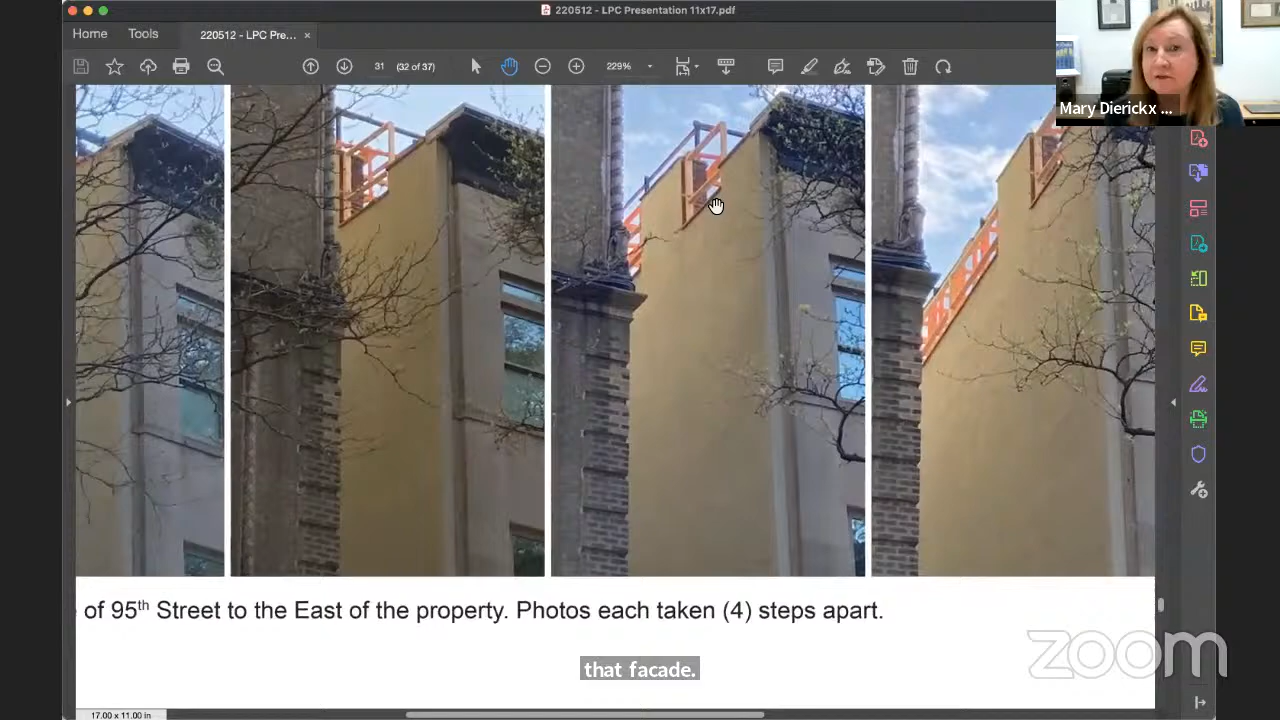 220512 - LPC Presentation 11x17.pdf
Home Tools 220512 - LPC Pre... ×
31 (32 of 37) 229%
Mary Dierickx ...
of 95th Street to the East of the property. Photos each taken (4) steps apart.
zoom
that facade.
17.00 x 11.00 in